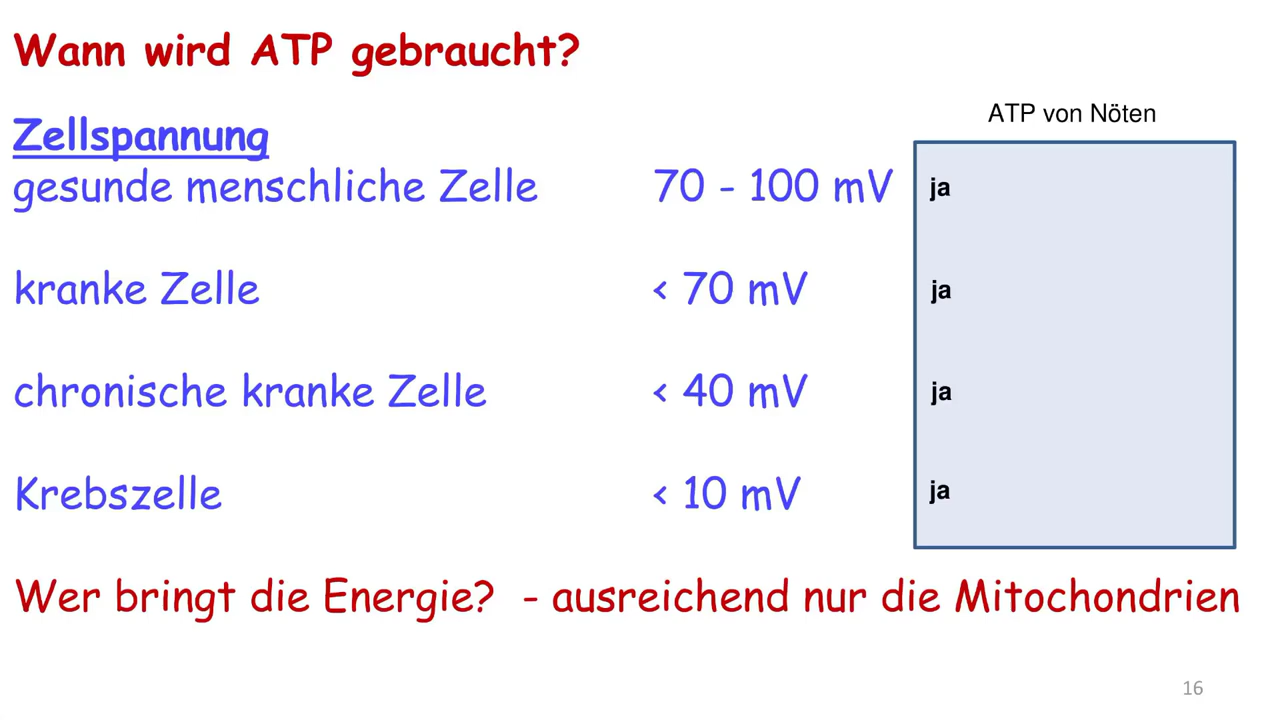 Wann wird ATP gebraucht?
ATP von Nöten
Zellspannung
gesunde menschliche Zelle 70 - 100 mV ja
kranke Zelle < 70 mV ja
chronische kranke Zelle < 40 mV ja
Krebszelle < 10 mV ja
Wer bringt die Energie? - ausreichend nur die Mitochondrien
16